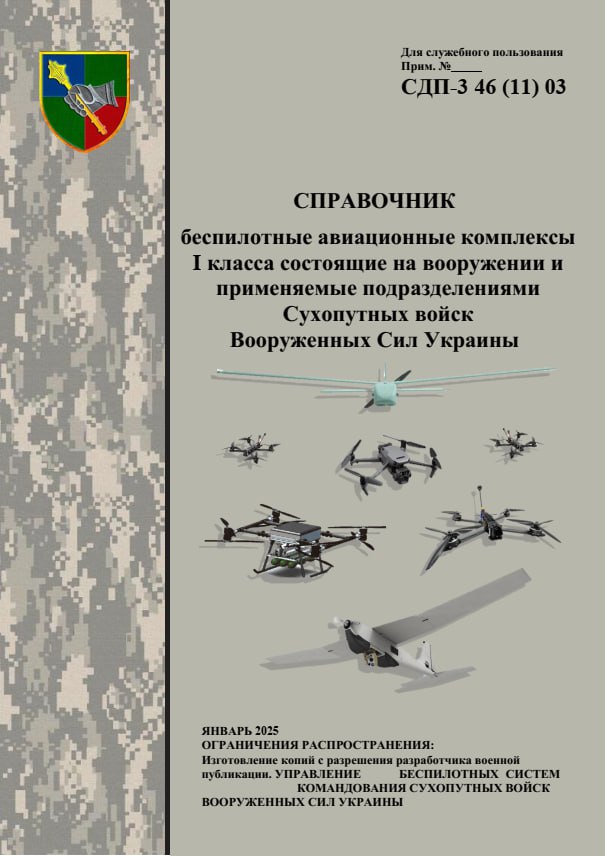 Для служебного пользования
Прим. №_____
СДП-3 46 (11) 03
СПРАВОЧНИК
беспилотные авиационные комплексы
I класса состоящие на вооружении и
применяемые подразделениями
Сухопутных войск
Вооруженных Сил Украины
ЯНВАРЬ 2025
ОГРАНИЧЕНИЯ РАСПРОСТРАНЕНИЯ:
Изготовление копий с разрешения разработчика военной
публикации. УПРАВЛЕНИЕ БЕСПИЛОТНЫХ СИСТЕМ
КОМАНДОВАНИЯ СУХОПУТНЫХ ВОЙСК
ВООРУЖЕННЫХ СИЛ УКРАИНЫ